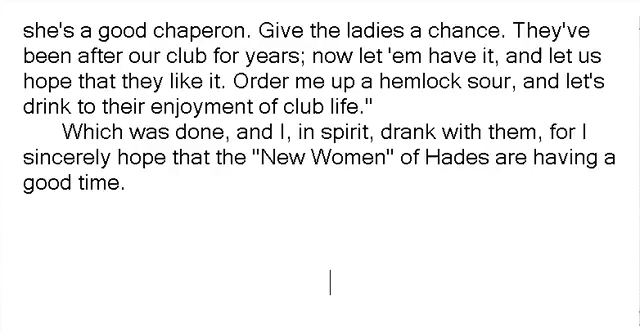 she's a good chaperon. Give the ladies a chance. They've
been after our club for years; now let 'em have it, and let us
hope that they like it. Order me up a hemlock sour, and let's
drink to their enjoyment of club life."
Which was done, and I, in spirit, drank with them, for I
sincerely hope that the "New Women" of Hades are having a
good time.